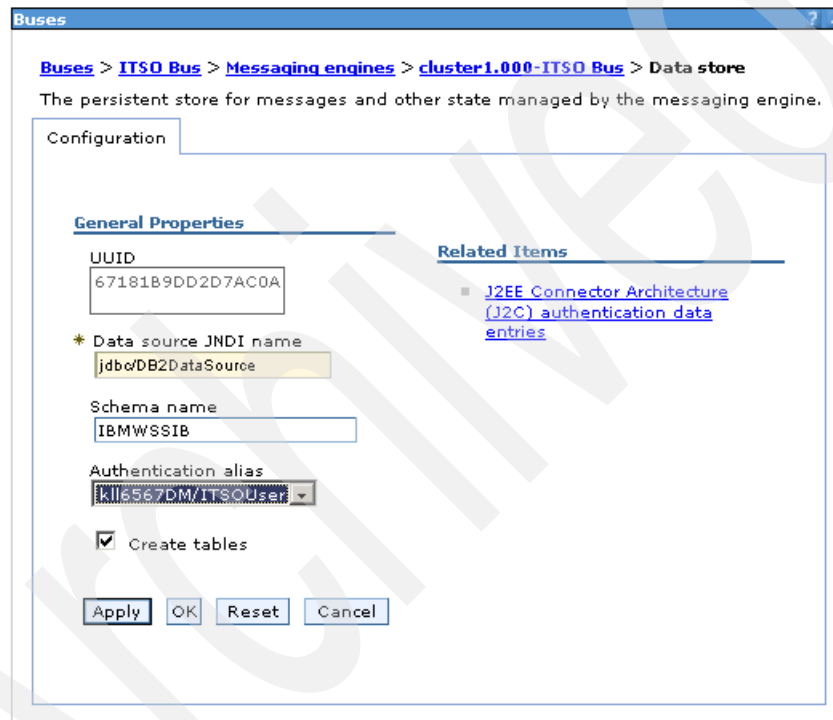 Buses
?
Buses > ITSO Bus > Messaging engines > cluster1.000-ITSO Bus > Data store
The persistent store for messages and other state managed by the messaging engine.
Configuration
General Properties
UUID
67181B9DD2D7AC0A
* Data source JNDI name
jdbc/DB2DataSource
Schema name
IBMWSSIB
Authentication alias
kll6567DM/ITSOUser
Create tables
Apply OK Reset Cancel
Related Items
J2EE Connector Architecture
(J2C) authentication data
entries